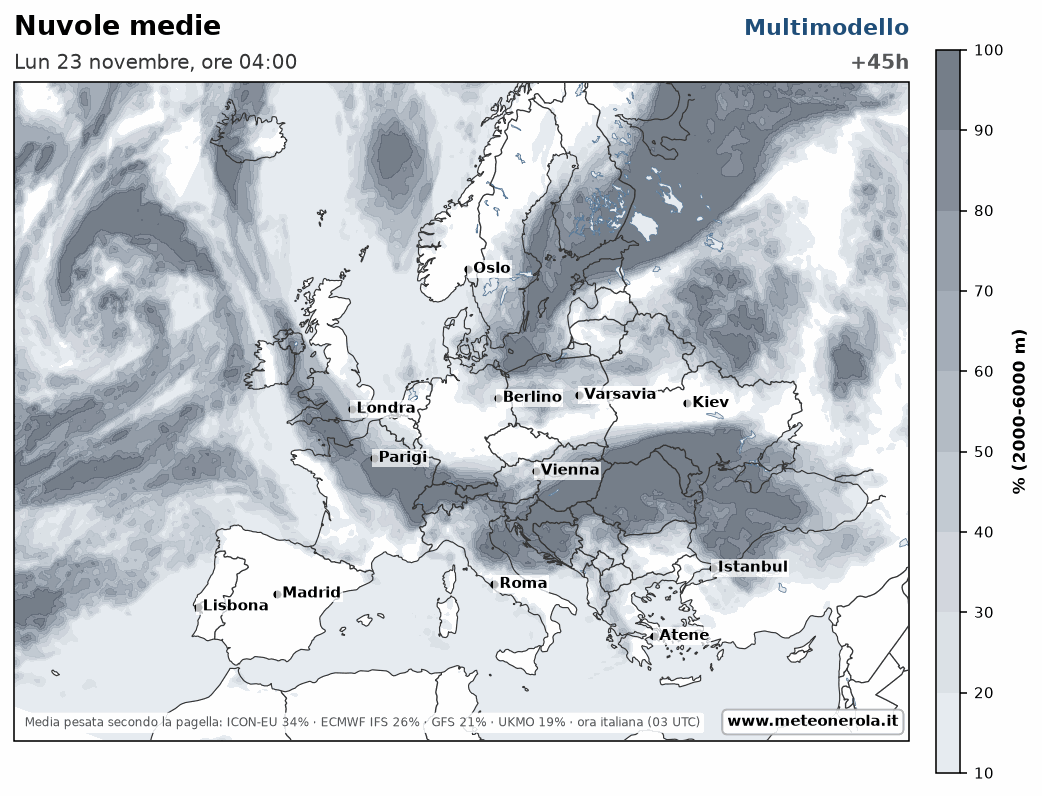 Nuvole medie
Multimodello
Lun 23 novembre, ore 04:00
+45h
100
90
80
70
60
50
40
30
20
10
% (2000-6000 m)
Oslo
Londra
Berlino
Varsavia
Kiev
Parigi
Vienna
Istanbul
Roma
Madrid
Lisbona
Atene
Media pesata secondo la pagella: ICON-EU 34% · ECMWF IFS 26% · GFS 21% · UKMO 19% · ora italiana (03 UTC)
www.meteonerola.it